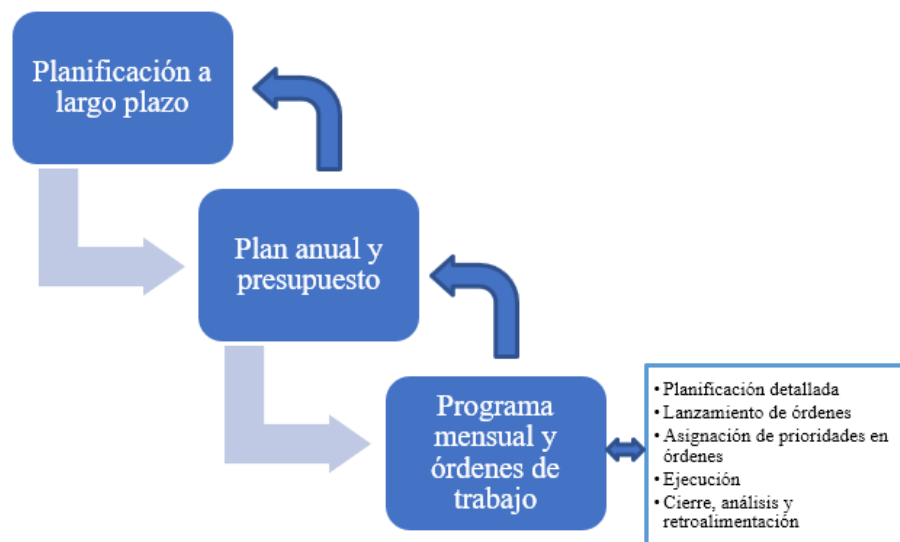 Planificación a
largo plazo
Plan anual y
presupuesto
Programa
mensual y
órdenes de
trabajo
• Planificación detallada
• Lanzamiento de órdenes
• Asignación de prioridades en
órdenes
• Ejecución
• Cierre, análisis y
retroalimentación